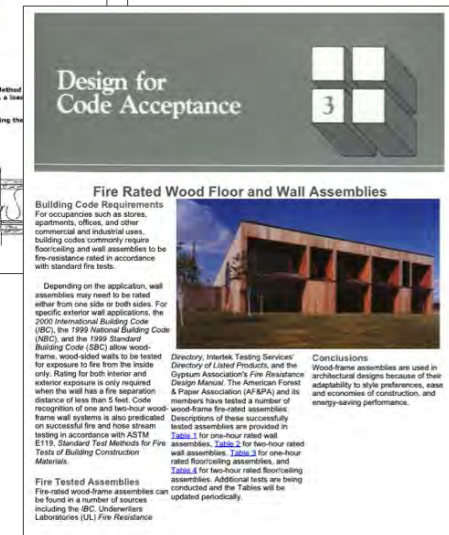 ethod
a load
ing the
Design for
Code Acceptance
3
Fire Rated Wood Floor and Wall Assemblies
Building Code Requirements
For occupancies such as stores,
apartments, offices, and other
commercial and industrial uses,
building codes commonly require
floor/ceiling and wall assemblies to be
fire-resistance rated in accordance
with standard fire tests.
Depending on the application, wall
assemblies may need to be rated
either from one side or both sides. For
specific exterior wall applications, the
2000 International Building Code
(IBC), the 1999 National Building Code
(NBC), and the 1999 Standard
Building Code (SBC) allow wood-
frame, wood-sided walls to be tested
for exposure to fire from the inside
only. Rating for both interior and
exterior exposure is only required
when the wall has a fire separation
distance of less than 5 feet. Code
recognition of one and two-hour wood-
frame wall systems is also predicated
on successful fire and hose stream
testing in accordance with ASTM
E119, Standard Test Methods for Fire
Tests of Building Construction
Materials.
Fire Tested Assemblies
Fire-rated wood-frame assemblies can
be found in a number of sources
including the IBC, Underwriters
Laboratories (UL) Fire Resistance
Directory, Intertek Testing Services'
Directory of Listed Products, and the
Gypsum Association's Fire Resistance
Design Manual. The American Forest
& Paper Association (AF&PA) and its
members have tested a number of
wood-frame fire-rated assemblies.
Descriptions of these successfully
tested assemblies are provided in
Table 1 for one-hour rated wall
assemblies, Table 2 for two-hour rated
wall assemblies, Table 3 for one-hour
rated floor/ceiling assemblies, and
Table 4 for two-hour rated floor/ceiling
assemblies. Additional tests are being
conducted and the Tables will be
updated periodically.
Conclusions
Wood-frame assemblies are used in
architectural designs because of their
adaptability to style preferences, ease
and economies of construction, and
energy-saving performance.